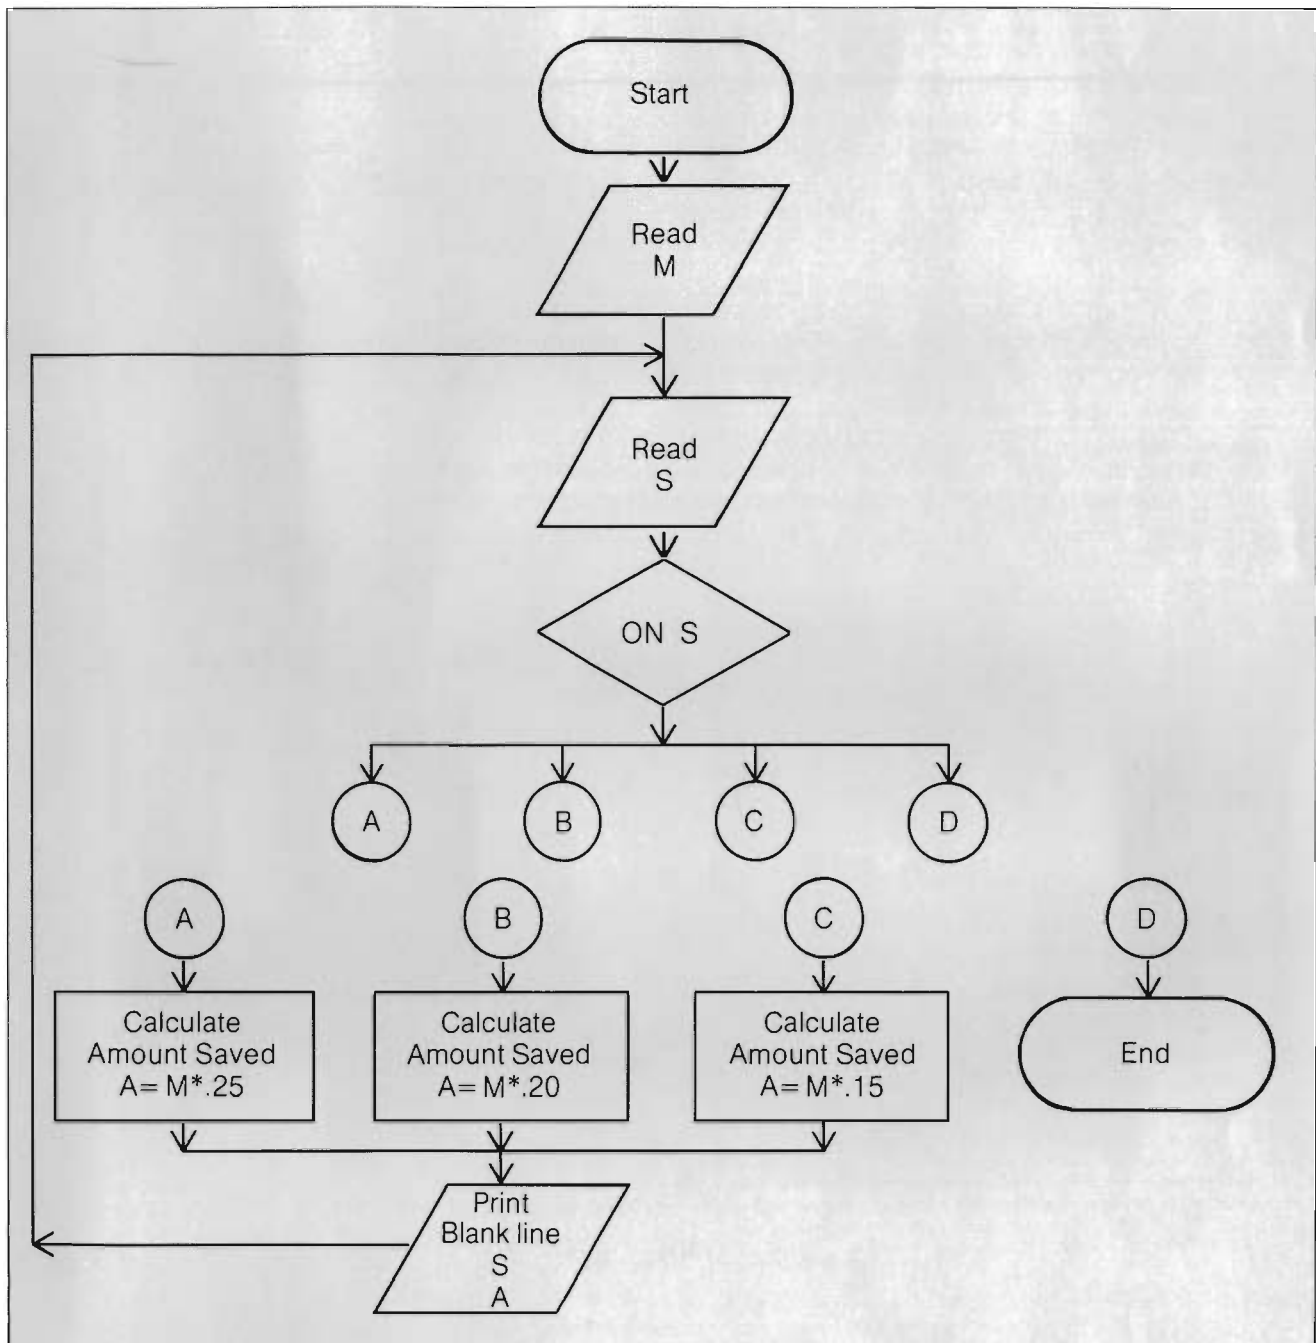 Start
Read
M
Read
S
ON S
A
B
C
D
A
B
C
D
Calculate
Amount Saved
A= M*.25
Calculate
Amount Saved
A= M*.20
Calculate
Amount Saved
A= M*.15
End
Print
Blank line
S
A